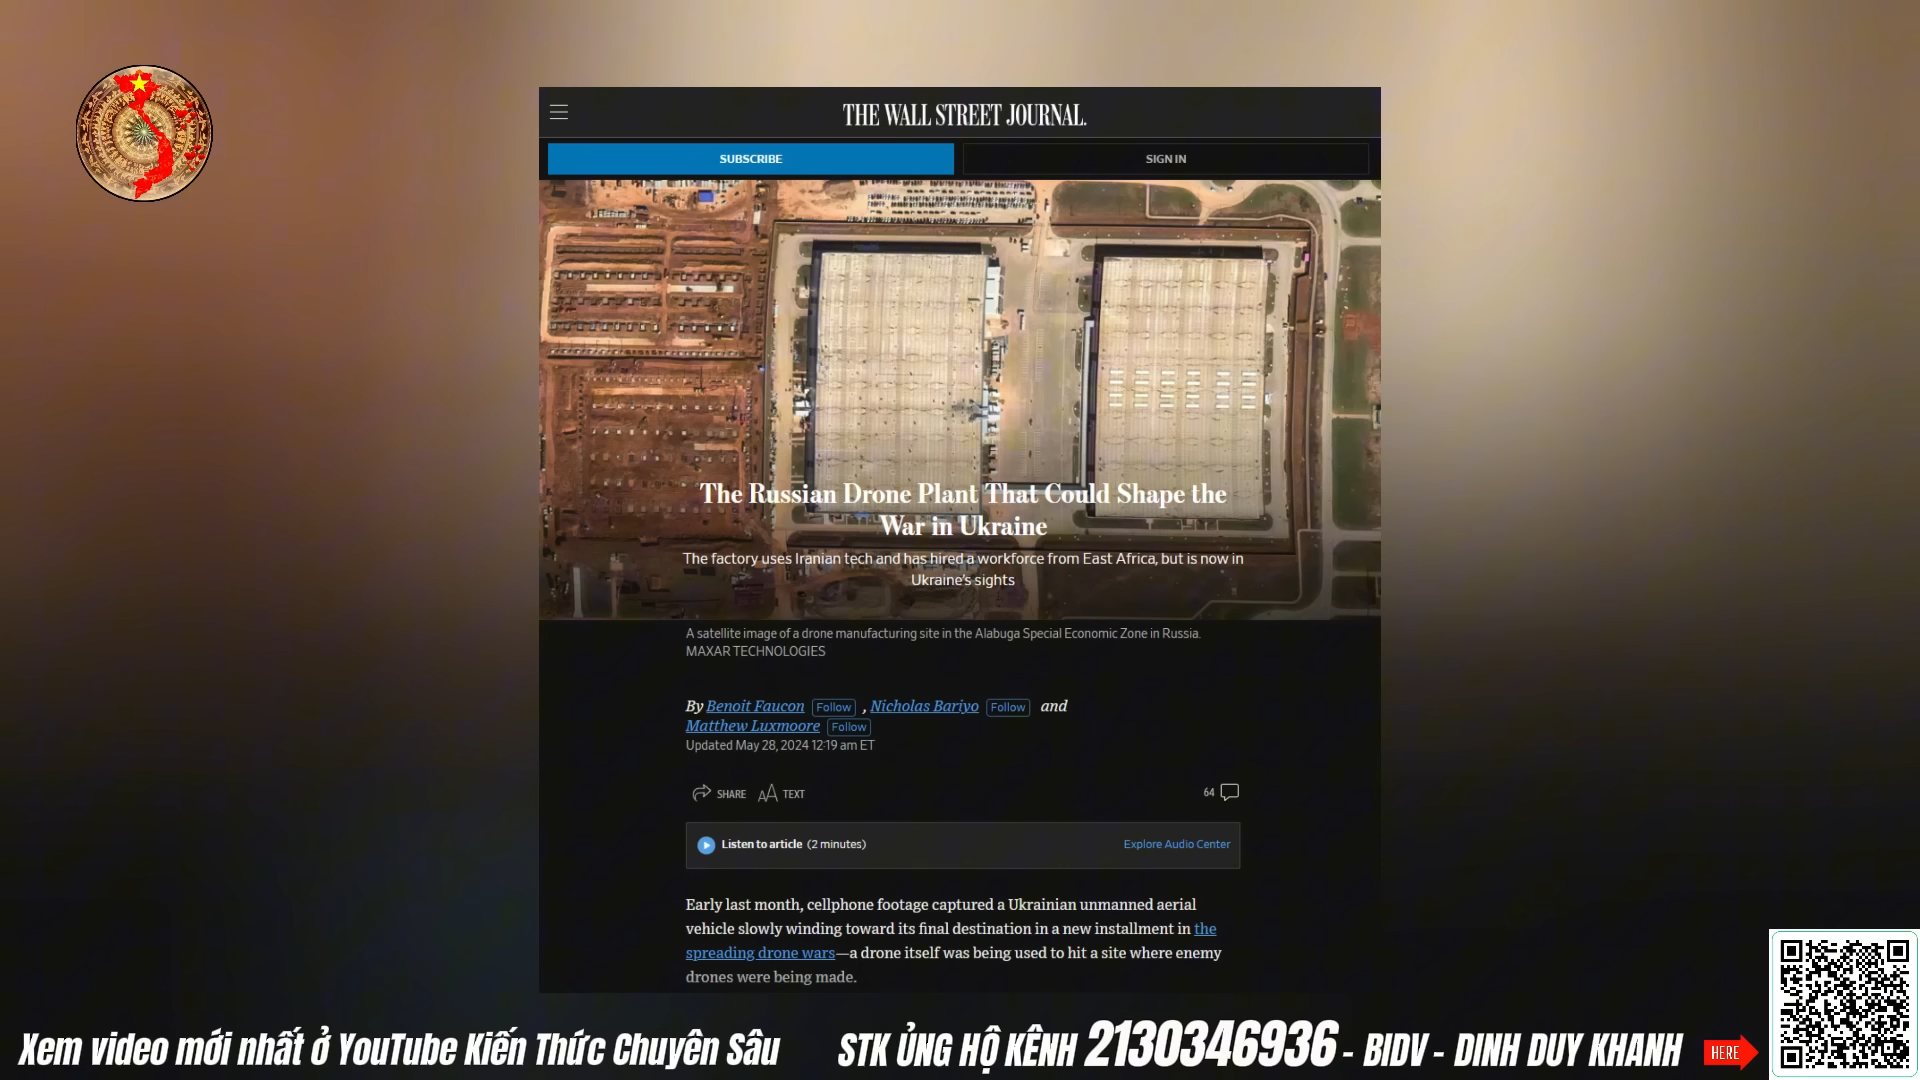 THE WALL STREET JOURNAL.
SUBSCRIBE
SIGN IN
The Russian Drone Plant That Could Shape the
War in Ukraine
The factory uses Iranian tech and has hired a workforce from East Africa, but is now in
Ukraine's sights
A satellite image of a drone manufacturing site in the Alabuga Special Economic Zone in Russia.
MAXAR TECHNOLOGIES
By Benoit Faucon Follow , Nicholas Bariyo Follow and
Matthew Luxmoore Follow
Updated May 28, 2024 12:19 am ET
SHARE AA TEXT
64
Listen to article (2 minutes)
Explore Audio Center
Early last month, cellphone footage captured a Ukrainian unmanned aerial
vehicle slowly winding toward its final destination in a new installment in the
spreading drone wars—a drone itself was being used to hit a site where enemy
drones were being made.
Xem video mới nhất ở YouTube Kiến Thức Chuyên Sâu
STK ỦNG HỘ KÊNH 2130346936 - BIDV - DINH DUY KHANH
HERE